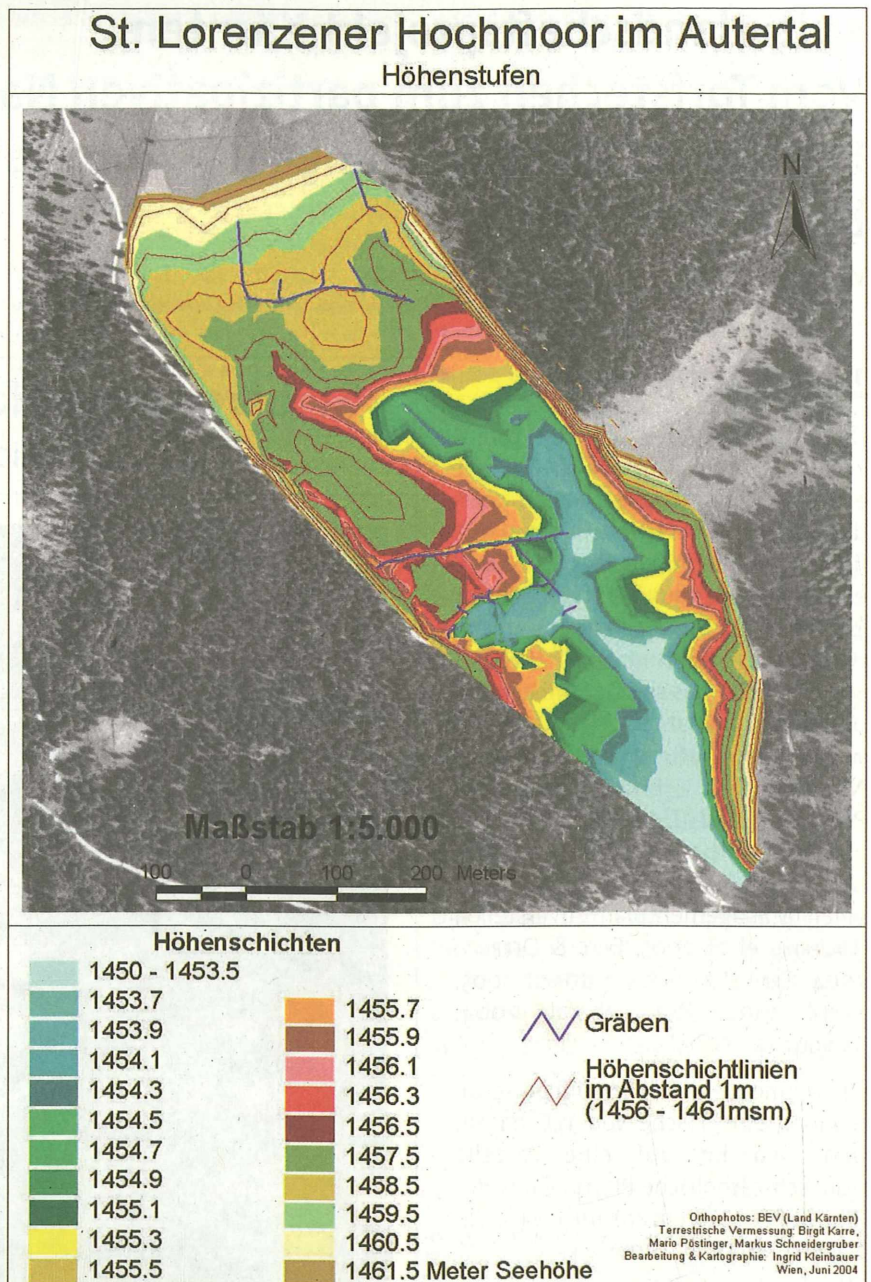 St. Lorenzener Hochmoor im Autertal
Höhenstufen
N
Maßstab 1:5.000
100 0 100 200 Meters
Höhenschichten
1450 - 1453.5
1453.7
1453.9
1454.1
1454.3
1454.5
1454.7
1454.9
1455.1
1455.3
1455.5
1455.7
1455.9
1456.1
1456.3
1456.5
1457.5
1458.5
1459.5
1460.5
1461.5 Meter Seehöhe
Gräben
Höhenschichtlinien
im Abstand 1m
(1456 - 1461msm)
Orthophotos: BEV (Land Kärnten)
Terrestrische Vermessung: Birgit Karre,
Mario Pöstinger, Markus Schneidergruber
Bearbeitung & Kartographie: Ingrid Kleinbauer
Wien, Juni 2004